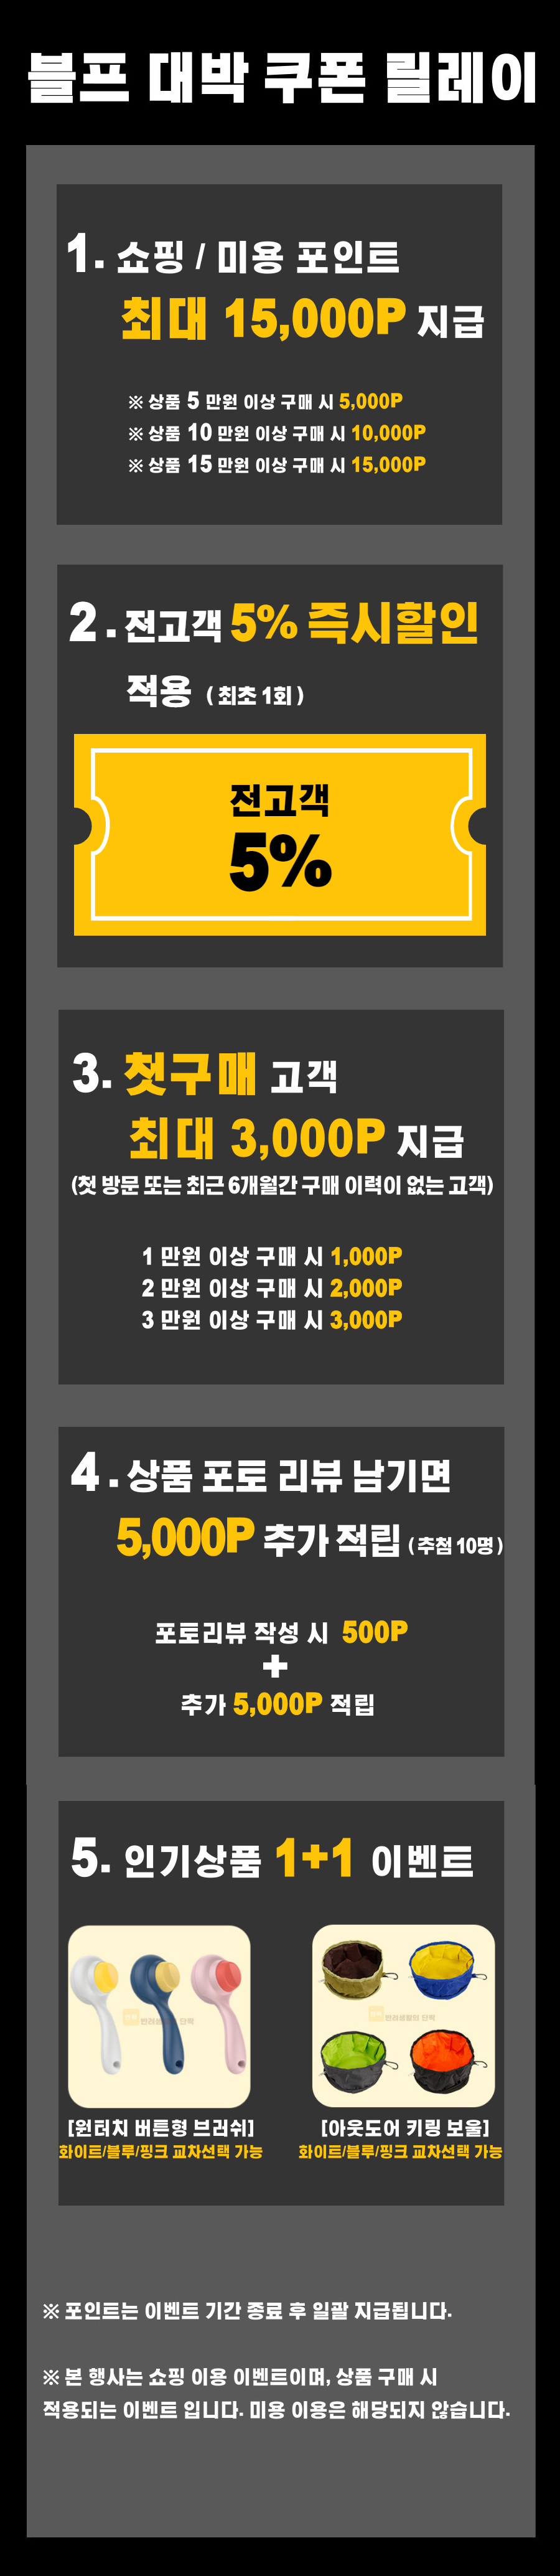 블프 대박 쿠폰 릴레이
1. 쇼핑 / 미용 포인트
최대 15,000P 지급
※ 상품 5 만원 이상 구매 시 5,000P
※ 상품 10 만원 이상 구매 시 10,000P
※ 상품 15 만원 이상 구매 시 15,000P
2 . 전고객 5% 즉시할인
적용 ( 최초 1회 )
전고객
5%
3. 첫구매 고객
최대 3,000P 지급
(첫 방문 또는 최근 6개월간 구매 이력이 없는 고객)
1 만원 이상 구매 시 1,000P
2 만원 이상 구매 시 2,000P
3 만원 이상 구매 시 3,000P
4 . 상품 포토 리뷰 남기면
5,000P 추가 적립 ( 추첨 10명 )
포토리뷰 작성 시 500P
+
추가 5,000P 적립
5. 인기상품 1+1 이벤트
반려생활의 단짝
반려생활의 단짝
[원터치 버튼형 브러쉬]
화이트/블루/핑크 교차선택 가능
[아웃도어 키링 보울]
화이트/블루/핑크 교차선택 가능
※ 포인트는 이벤트 기간 종료 후 일괄 지급됩니다.
※ 본 행사는 쇼핑 이용 이벤트이며, 상품 구매 시
적용되는 이벤트 입니다. 미용 이용은 해당되지 않습니다.